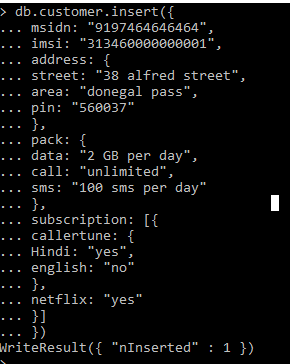 > db.customer.insert({
... msidn: "9197464646464",
... imsi: "313460000000001",
... address: {
... street: "38 alfred street",
... area: "donegal pass",
... pin: "560037"
... },
... pack: {
... data: "2 GB per day",
... call: "unlimited",
... sms: "100 sms per day"
... },
... subscription: [{
... callertune: {
... Hindi: "yes",
... english: "no"
... },
... netflix: "yes"
... }]
... })
WriteResult({ "nInserted" : 1 })
>